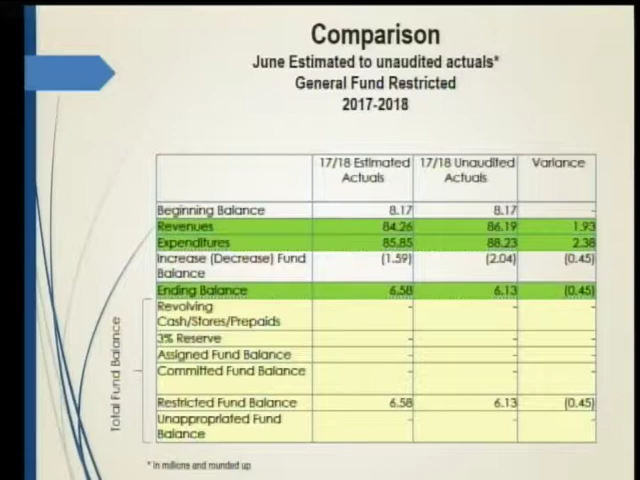 Comparison
June Estimated to unaudited actuals*
General Fund Restricted
2017-2018
17/18 Estimated Actuals 17/18 Unaudited Actuals Variance
Beginning Balance 8.17 8.17 -
Revenues 84.26 86.19 1.93
Expenditures 85.85 88.23 2.38
Increase (Decrease) Fund Balance (1.59) (2.04) (0.45)
Ending Balance 6.58 6.13 (0.45)
Revolving Cash/Stores/Prepaids - - -
3% Reserve - - -
Assigned Fund Balance - - -
Committed Fund Balance - - -
Restricted Fund Balance 6.58 6.13 (0.45)
Unappropriated Fund Balance - - -
Total Fund Balance
* In millions and rounded up